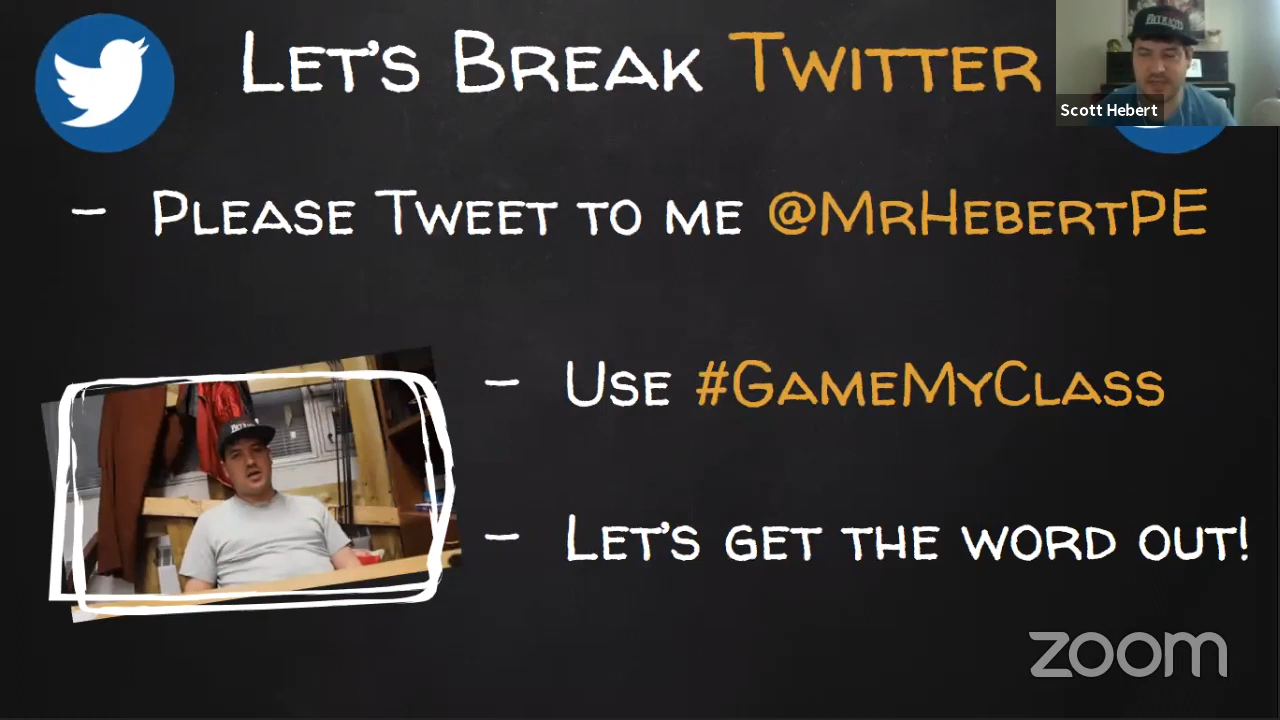 Let's Break Twitter
Scott Hebert
- Please Tweet to me @MrHebertPE
- Use #GameMyClass
- Let's get the word out!
zoom